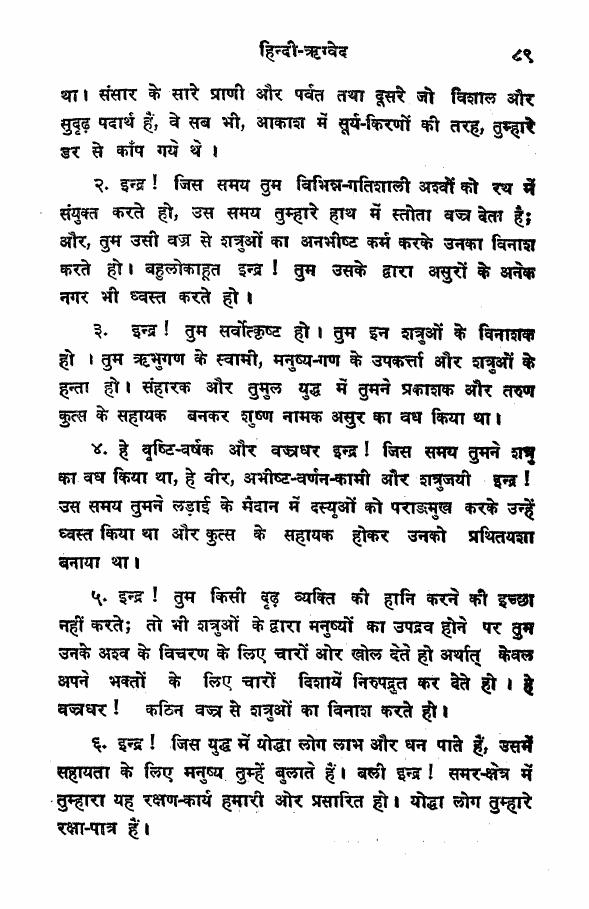 हिन्दी-ऋग्वेद ८९
था। संसार के सारे प्राणी और पर्वत तथा दूसरे जो विशाल और
सुदृढ़ पदार्थ हैं, वे सब भी, आकाश में सूर्य-किरणों की तरह, तुम्हारे
डर से काँप गये थे ।
२. इन्द्र ! जिस समय तुम विभिन्न-गतिशाली अश्वों को रथ में
संयुक्त करते हो, उस समय तुम्हारे हाथ में स्तोता वज्र देता है;
और, तुम उसी वज्र से शत्रुओं का अनभीष्ट कर्म करके उनका विनाश
करते हो। बहुलोकाहूत इन्द्र ! तुम उसके द्वारा असुरों के अनेक
नगर भी ध्वस्त करते हो ।
३. इन्द्र ! तुम सर्वोत्कृष्ट हो । तुम इन शत्रुओं के विनाशक
हो । तुम ऋभुगण के स्वामी, मनुष्य-गण के उपकर्त्ता और शत्रुओं के
हन्ता हो। संहारक और तुमुल युद्ध में तुमने प्रकाशक और तरुण
कुत्स के सहायक बनकर शुष्ण नामक असुर का वध किया था।
४. हे वृष्टि-वर्षक और वज्रधर इन्द्र ! जिस समय तुमने शत्रु
का वध किया था, हे वीर, अभीष्ट-वर्णन-कामी और शत्रुजयी इन्द्र !
उस समय तुमने लड़ाई के मैदान में दस्युओं को पराङमुख करके उन्हें
ध्वस्त किया था और कुत्स के सहायक होकर उनको प्रथितयशा
बनाया था।
५. इन्द्र ! तुम किसी दृढ़ व्यक्ति की हानि करने की इच्छा
नहीं करते; तो भी शत्रुओं के द्वारा मनुष्यों का उपद्रव होने पर तुम
उनके अश्व के विचरण के लिए चारों ओर खोल देते हो अर्थात् केवल
अपने भक्तों के लिए चारों दिशायें निरुपद्रुत कर देते हो । हे
वज्रधर ! कठिन वज्र से शत्रुओं का विनाश करते हो।
६. इन्द्र ! जिस युद्ध में योद्धा लोग लाभ और धन पाते हैं, उसमें
सहायता के लिए मनुष्य तुम्हें बुलाते हैं। बली इन्द्र ! समर-क्षेत्र में
तुम्हारा यह रक्षण-कार्य हमारी ओर प्रसारित हो। योद्धा लोग तुम्हारे
रक्षा-पात्र हैं।